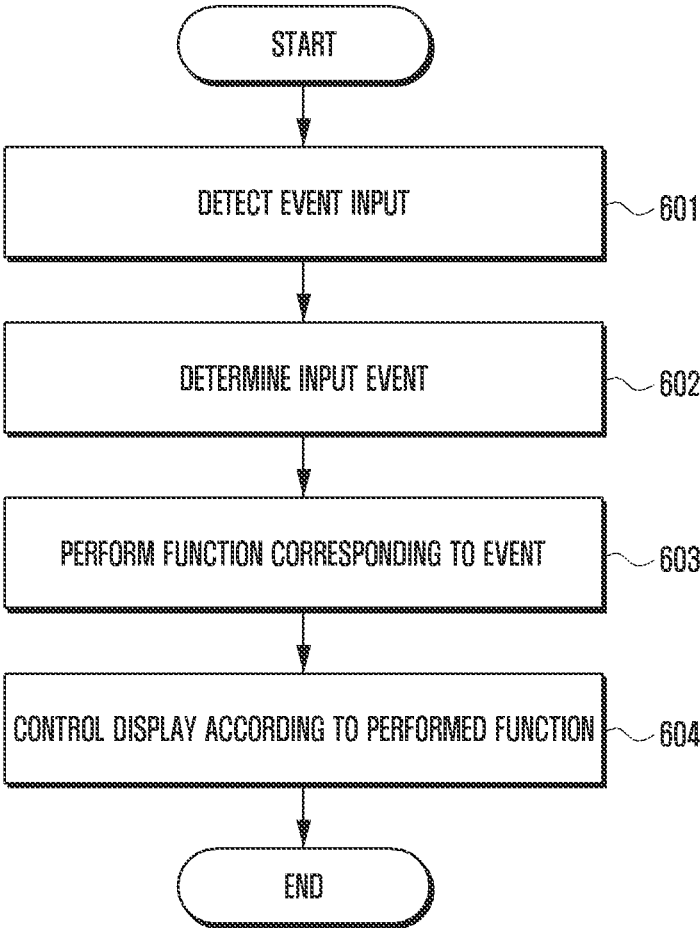 START
DETECT EVENT INPUT
601
DETERMINE INPUT EVENT
602
PERFORM FUNCTION CORRESPONDING TO EVENT
603
CONTROL DISPLAY ACCORDING TO PERFORMED FUNCTION
604
END